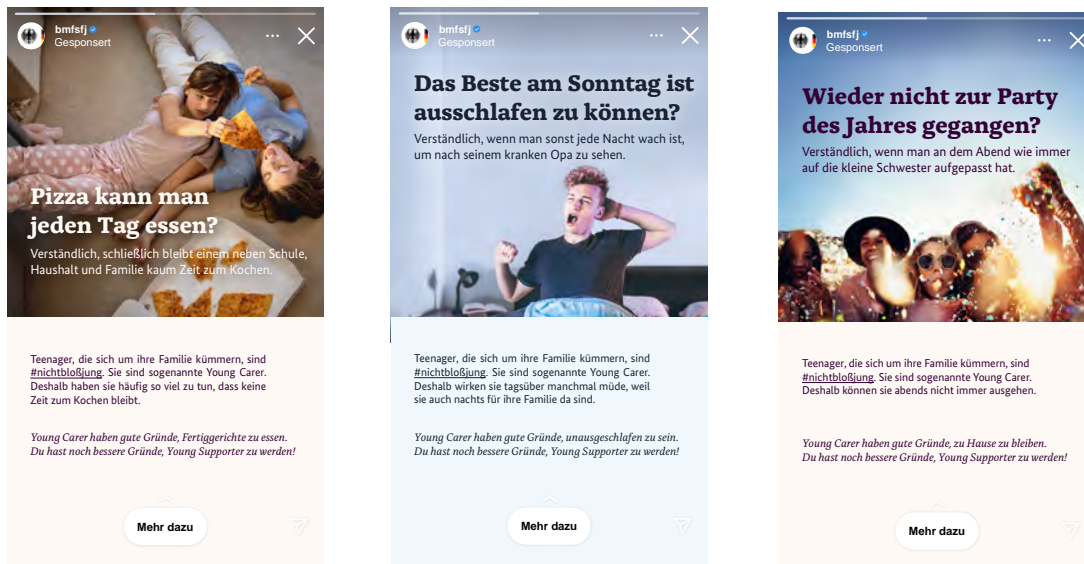 bmfsfj
Gesponsert
Pizza kann man
jeden Tag essen?
Verständlich, schließlich bleibt einem neben Schule,
Haushalt und Familie kaum Zeit zum Kochen.
Teenager, die sich um ihre Familie kümmern, sind
#nichtbloßjung. Sie sind sogenannte Young Carer.
Deshalb haben sie häufig so viel zu tun, dass keine
Zeit zum Kochen bleibt.
Young Carer haben gute Gründe, Fertiggerichte zu essen.
Du hast noch bessere Gründe, Young Supporter zu werden!
Mehr dazu
bmfsfj
Gesponsert
Das Beste am Sonntag ist
ausschlafen zu können?
Verständlich, wenn man sonst jede Nacht wach ist,
um nach seinem kranken Opa zu sehen.
Teenager, die sich um ihre Familie kümmern, sind
#nichtbloßjung. Sie sind sogenannte Young Carer.
Deshalb wirken sie tagsüber manchmal müde, weil
sie auch nachts für ihre Familie da sind.
Young Carer haben gute Gründe, unausgeschlafen zu sein.
Du hast noch bessere Gründe, Young Supporter zu werden!
Mehr dazu
bmfsfj
Gesponsert
Wieder nicht zur Party
des Jahres gegangen?
Verständlich, wenn man an dem Abend wie immer
auf die kleine Schwester aufgepasst hat.
Teenager, die sich um ihre Familie kümmern, sind
#nichtbloßjung. Sie sind sogenannte Young Carer.
Deshalb können sie abends nicht immer ausgehen.
Young Carer haben gute Gründe, zu Hause zu bleiben.
Du hast noch bessere Gründe, Young Supporter zu werden!
Mehr dazu